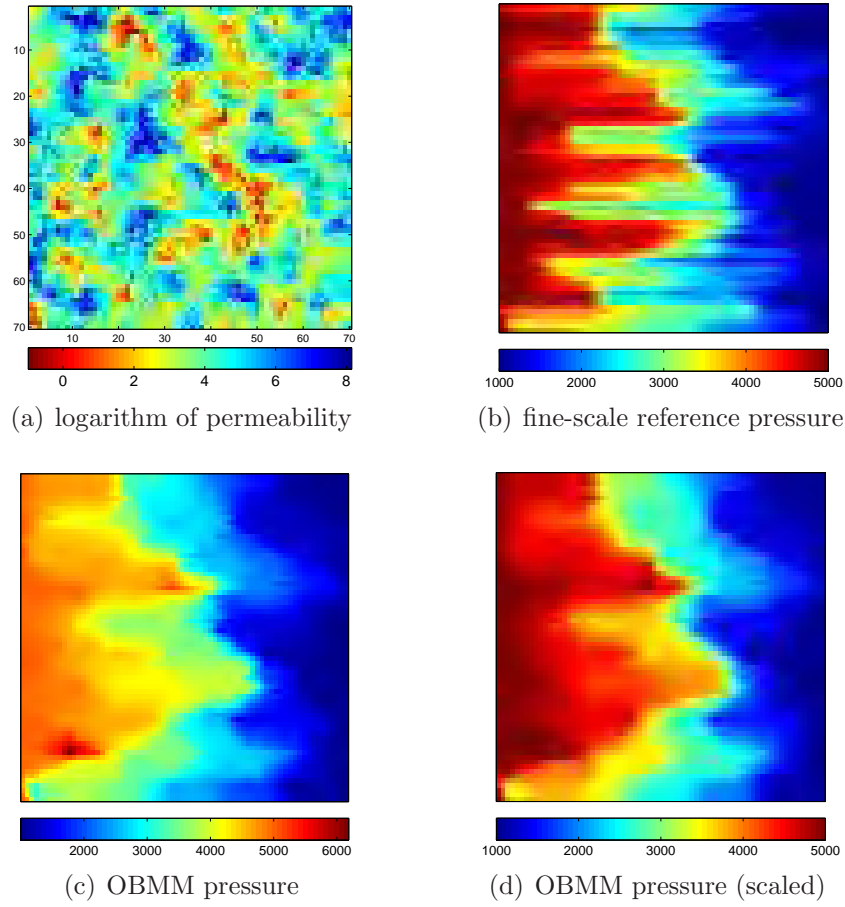 10
20
30
40
50
60
70
10 20 30 40 50 60 70
0 2 4 6 8
(a) logarithm of permeability
1000 2000 3000 4000 5000
(b) fine-scale reference pressure
2000 3000 4000 5000 6000
(c) OBMM pressure
1000 2000 3000 4000 5000
(d) OBMM pressure (scaled)